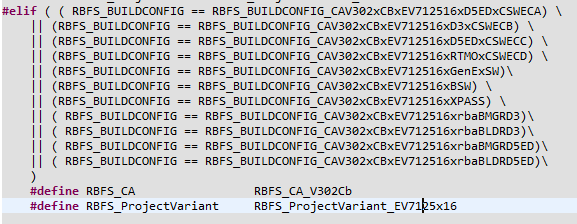 #elif ( ( RBFS_BUILDCONFIG == RBFS_BUILDCONFIG_CAV302xCBxEV712516xD5EDxCSWECA) \
|| (RBFS_BUILDCONFIG == RBFS_BUILDCONFIG_CAV302xCBxEV712516xD3xCSWECB) \
|| (RBFS_BUILDCONFIG == RBFS_BUILDCONFIG_CAV302xCBxEV712516xD5EDxCSWECC) \
|| (RBFS_BUILDCONFIG == RBFS_BUILDCONFIG_CAV302xCBxEV712516xRTMOxCSWECD) \
|| (RBFS_BUILDCONFIG == RBFS_BUILDCONFIG_CAV302xCBxEV712516xGenExSW)\
|| (RBFS_BUILDCONFIG == RBFS_BUILDCONFIG_CAV302xCBxEV712516xBSW) \
|| (RBFS_BUILDCONFIG == RBFS_BUILDCONFIG_CAV302xCBxEV712516xXPASS) \
|| ( RBFS_BUILDCONFIG == RBFS_BUILDCONFIG_CAV302xCBxEV712516xrbaBMGRD3)\
|| ( RBFS_BUILDCONFIG == RBFS_BUILDCONFIG_CAV302xCBxEV712516xrbaBLDRD3)\
|| ( RBFS_BUILDCONFIG == RBFS_BUILDCONFIG_CAV302xCBxEV712516xrbaBMGRD5ED)\
|| ( RBFS_BUILDCONFIG == RBFS_BUILDCONFIG_CAV302xCBxEV712516xrbaBLDRD5ED)\
)
#define RBFS_CA RBFS_CA_V302Cb
#define RBFS_ProjectVariant RBFS_ProjectVariant_EV7125x16